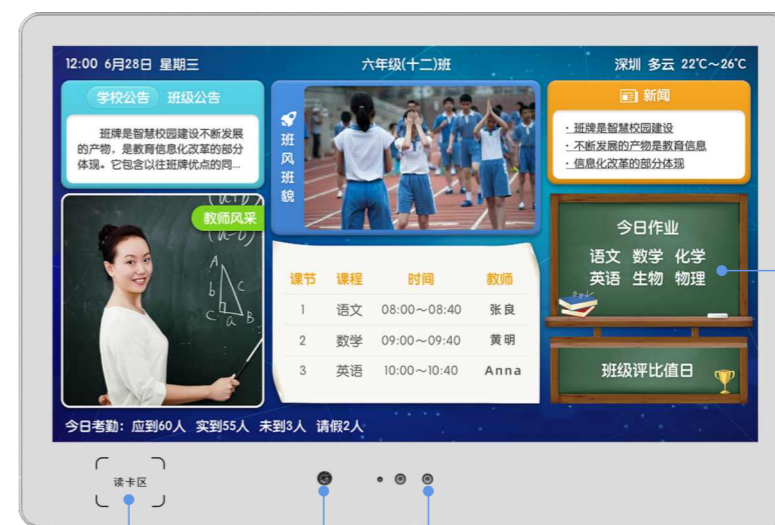 12:00 6月28日 星期三
六年级(十二)班
深圳 多云 22℃~26℃
学校公告 班级公告
班牌是智慧校园建设不断发展
的产物，是教育信息化改革的部分
体现。它包含以往班牌优点的同...
班风班貌
新闻
· 班牌是智慧校园建设
· 不断发展的产物是教育信息
· 信息化改革的部分体现
教师风采
A
b C
C a B
课节 课程 时间 教师
1 语文 08:00～08:40 张良
2 数学 09:00～09:40 黄明
3 英语 10:00～10:40 Anna
今日作业
语文 数学 化学
英语 生物 物理
班级评比值日
今日考勤：应到60人 实到55人 未到3人 请假2人
读卡区